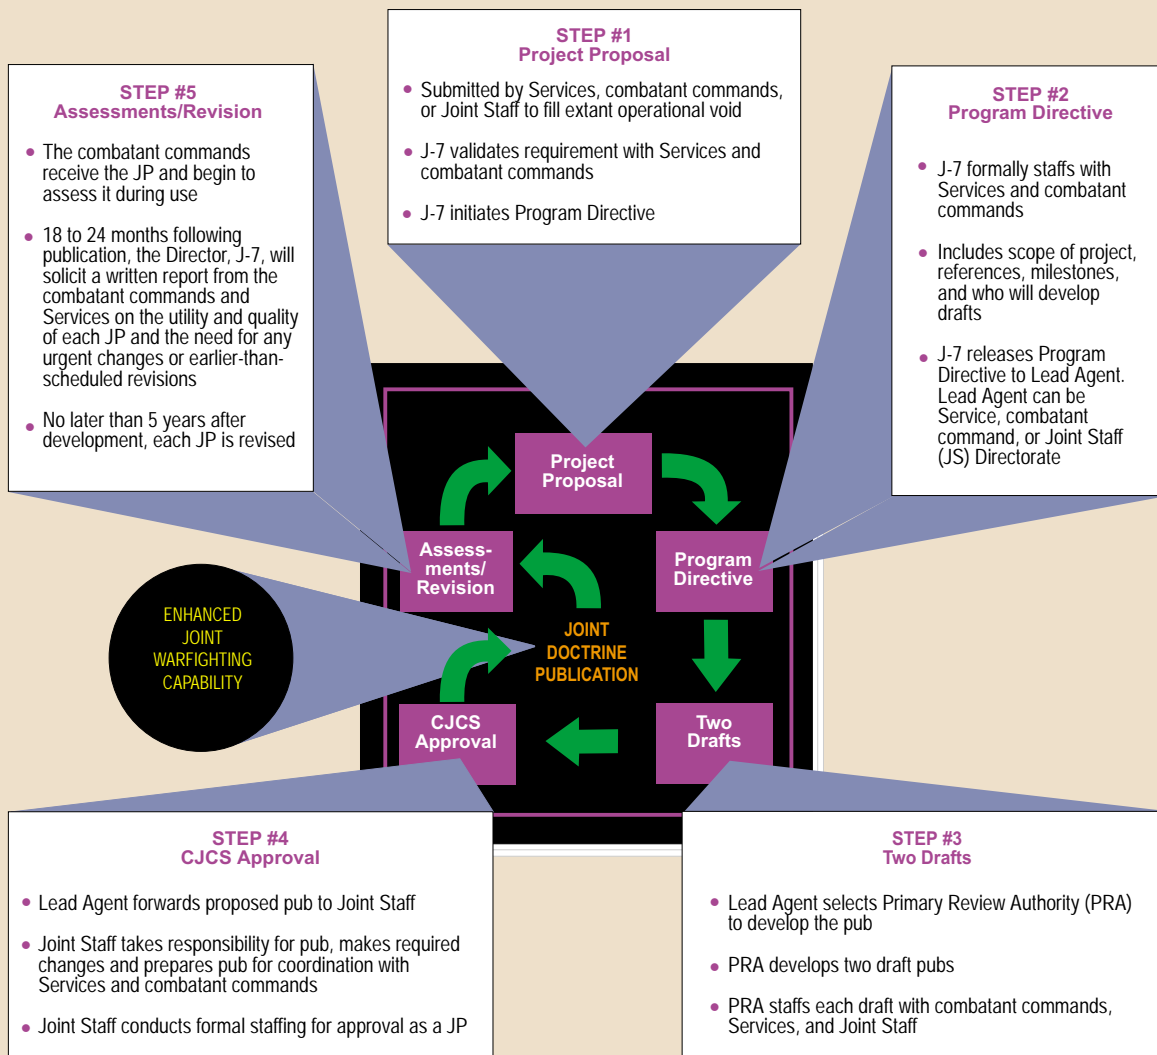 STEP #1
Project Proposal
• Submitted by Services, combatant commands,
or Joint Staff to fill extant operational void
• J-7 validates requirement with Services and
combatant commands
• J-7 initiates Program Directive
STEP #5
Assessments/Revision
• The combatant commands
receive the JP and begin to
assess it during use
• 18 to 24 months following
publication, the Director, J-7, will
solicit a written report from the
combatant commands and
Services on the utility and quality
of each JP and the need for any
urgent changes or earlier-than-
scheduled revisions
• No later than 5 years after
development, each JP is revised
STEP #2
Program Directive
• J-7 formally staffs with
Services and combatant
commands
• Includes scope of project,
references, milestones,
and who will develop
drafts
• J-7 releases Program
Directive to Lead Agent.
Lead Agent can be
Service, combatant
command, or Joint Staff
(JS) Directorate
Project
Proposal
Assess-
ments/
Revision
Program
Directive
ENHANCED
JOINT
WARFIGHTING
CAPABILITY
JOINT
DOCTRINE
PUBLICATION
CJCS
Approval
Two
Drafts
STEP #4
CJCS Approval
• Lead Agent forwards proposed pub to Joint Staff
• Joint Staff takes responsibility for pub, makes required
changes and prepares pub for coordination with
Services and combatant commands
• Joint Staff conducts formal staffing for approval as a JP
STEP #3
Two Drafts
• Lead Agent selects Primary Review Authority (PRA)
to develop the pub
• PRA develops two draft pubs
• PRA staffs each draft with combatant commands,
Services, and Joint Staff